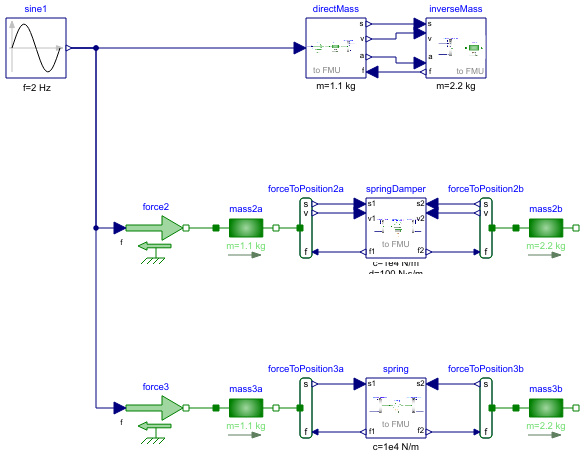 sine1
directMass
inverseMass
s
v
a
f
s
v
a
f
to FMU
to FMU
f=2 Hz
m=1.1 kg
m=2.2 kg
forceToPosition2a
springDamper
forceToPosition2b
force2
mass2a
mass2b
s
v
f
s1
v1
f1
s2
v2
f2
s
v
f
to FMU
f
m=1.1 kg
m=2.2 kg
c=1e4 N/m
d=100 N·s/m
forceToPosition3a
spring
forceToPosition3b
force3
mass3a
mass3b
s
f
s1
f1
s2
f2
s
f
to FMU
f
m=1.1 kg
m=2.2 kg
c=1e4 N/m